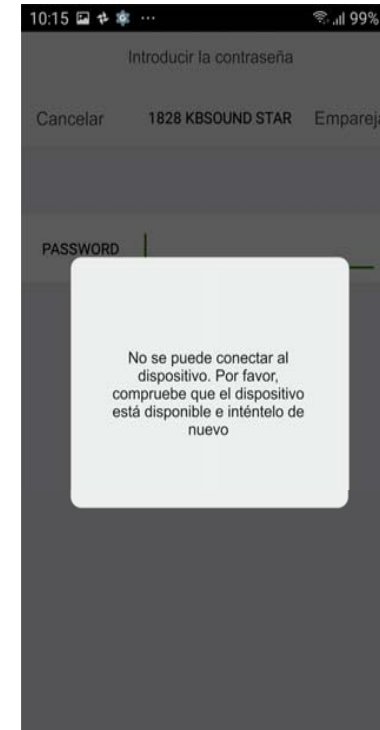 10:15 ... 99%
Introducir la contraseña
Cancelar 1828 KBSOUND STAR Empareja
PASSWORD
No se puede conectar al
dispositivo. Por favor,
compruebe que el dispositivo
está disponible e inténtelo de
nuevo